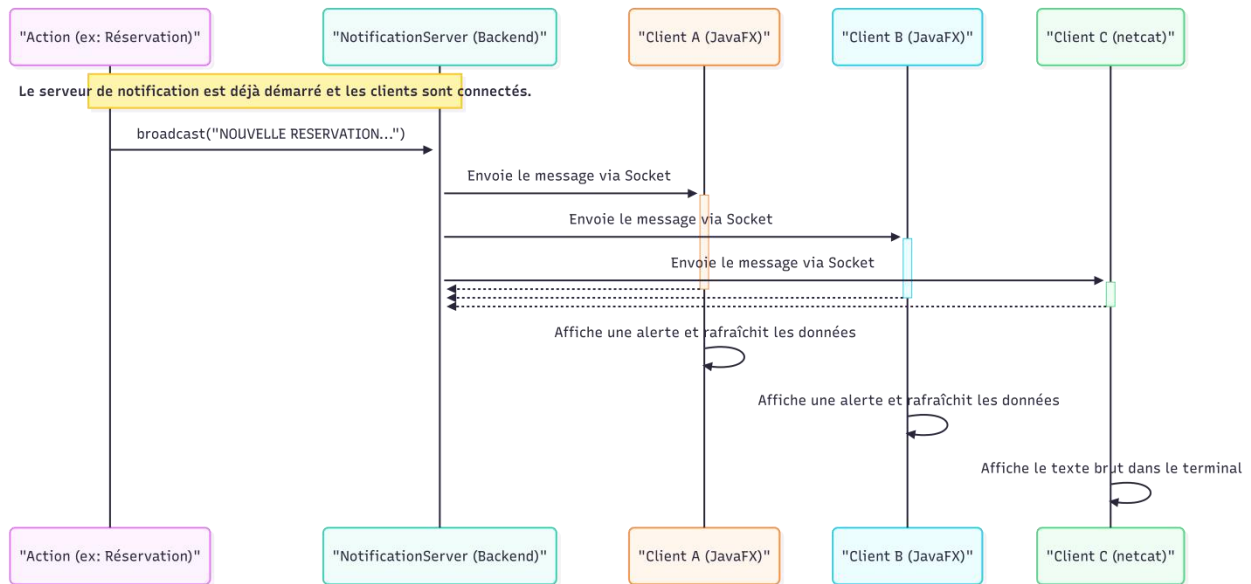 "Action (ex: Réservation)"
"NotificationServer (Backend)"
"Client A (JavaFX)"
"Client B (JavaFX)"
"Client C (netcat)"
Le serveur de notification est déjà démarré et les clients sont connectés.
broadcast("NOUVELLE RESERVATION...")
Envoie le message via Socket
Envoie le message via Socket
Envoie le message via Socket
Affiche une alerte et rafraîchit les données
Affiche une alerte et rafraîchit les données
Affiche le texte brut dans le terminal
"Action (ex: Réservation)"
"NotificationServer (Backend)"
"Client A (JavaFX)"
"Client B (JavaFX)"
"Client C (netcat)"